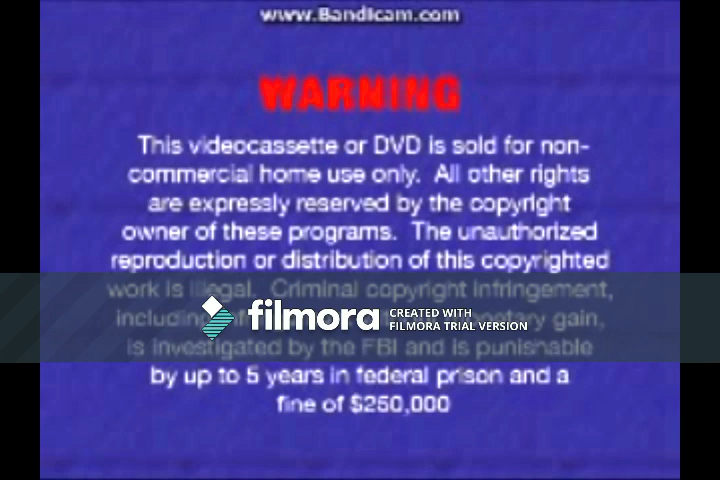 www.Bandicam.com
WARNING
This videocassette or DVD is sold for non-
commercial home use only. All other rights
are expressly reserved by the copyright
owner of these programs. The unauthorized
reproduction or distribution of this copyrighted
work is illegal. Criminal copyright infringement,
including monetary gain,
filmora CREATED WITH
FILMORA TRIAL VERSION
is investigated by the FBI and is punishable
by up to 5 years in federal prison and a
fine of $250,000